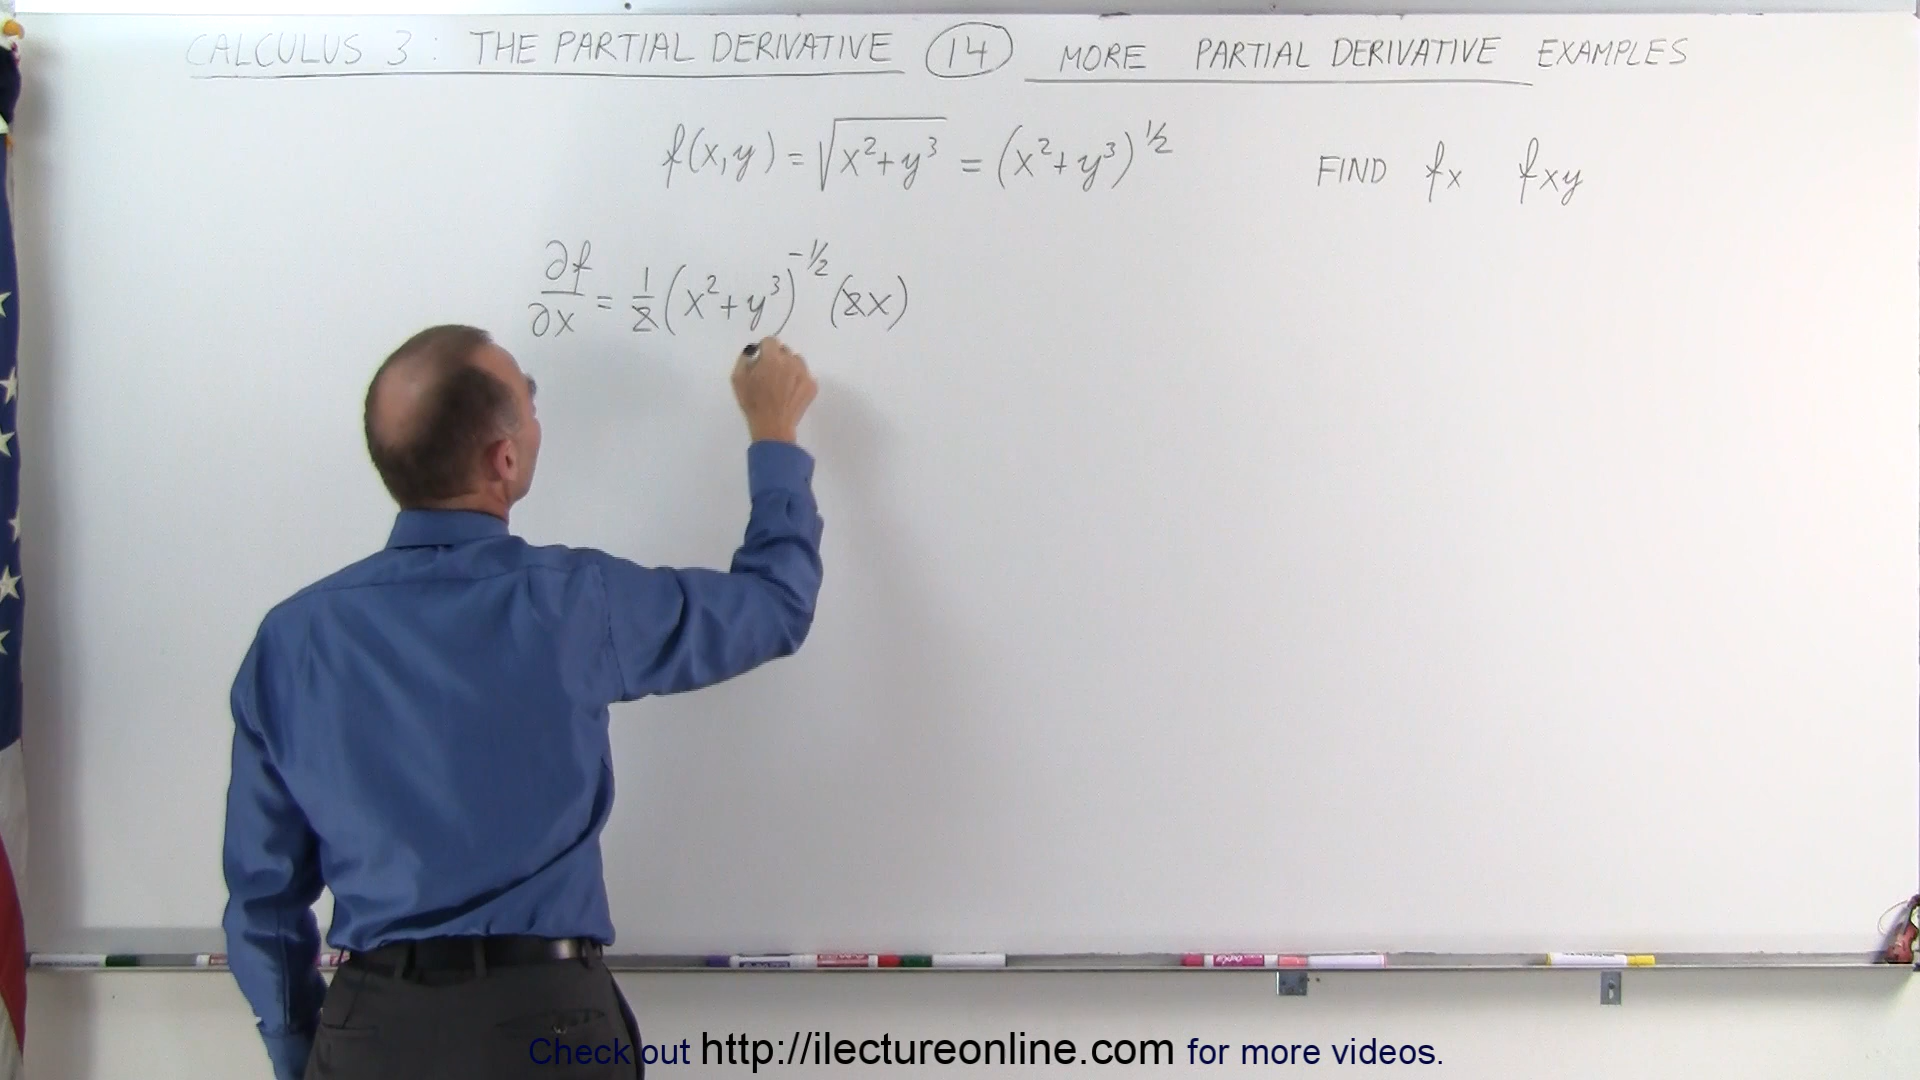 CALCULUS 3: THE PARTIAL DERIVATIVE 14 MORE PARTIAL DERIVATIVE EXAMPLES
f(x,y) = √(x²+y³) = (x²+y³)^½ FIND fx fxy
∂f/∂x = 1/2 (x²+y³)^-½ (2x)
Check out http://ilectureonline.com for more videos.